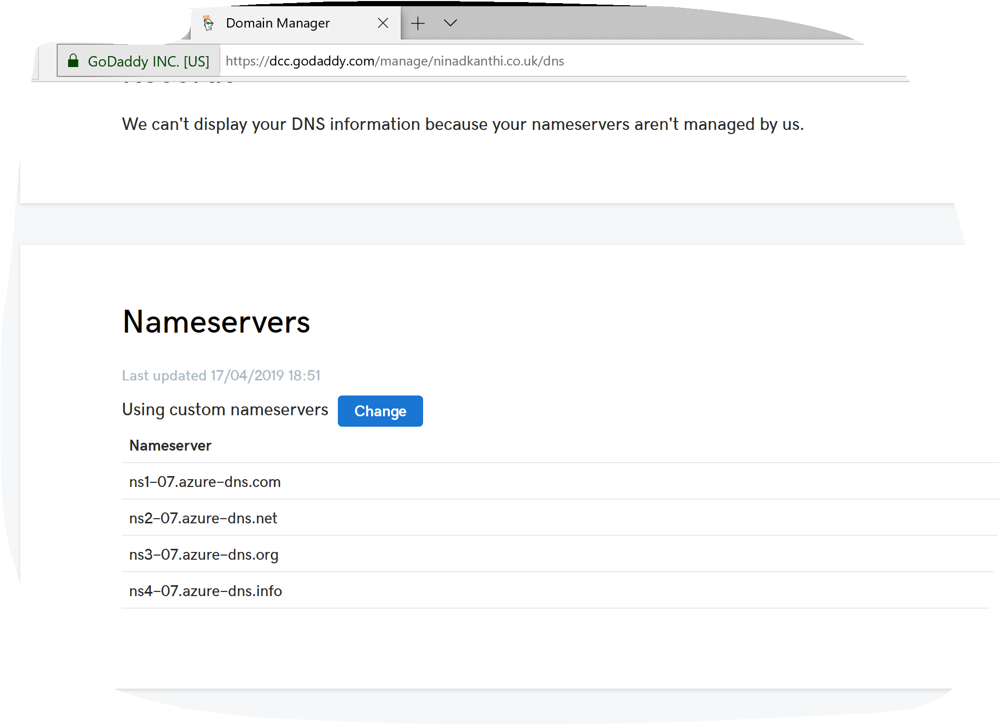 Domain Manager
GoDaddy INC. [US] https://dcc.godaddy.com/manage/ninadkanthi.co.uk/dns
We can't display your DNS information because your nameservers aren't managed by us.
Nameservers
Last updated 17/04/2019 18:51
Using custom nameservers Change
Nameserver
ns1-07.azure-dns.com
ns2-07.azure-dns.net
ns3-07.azure-dns.org
ns4-07.azure-dns.info